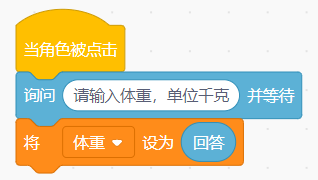 当角色被点击
询问 请输入体重，单位千克 并等待
将 体重 设为 回答